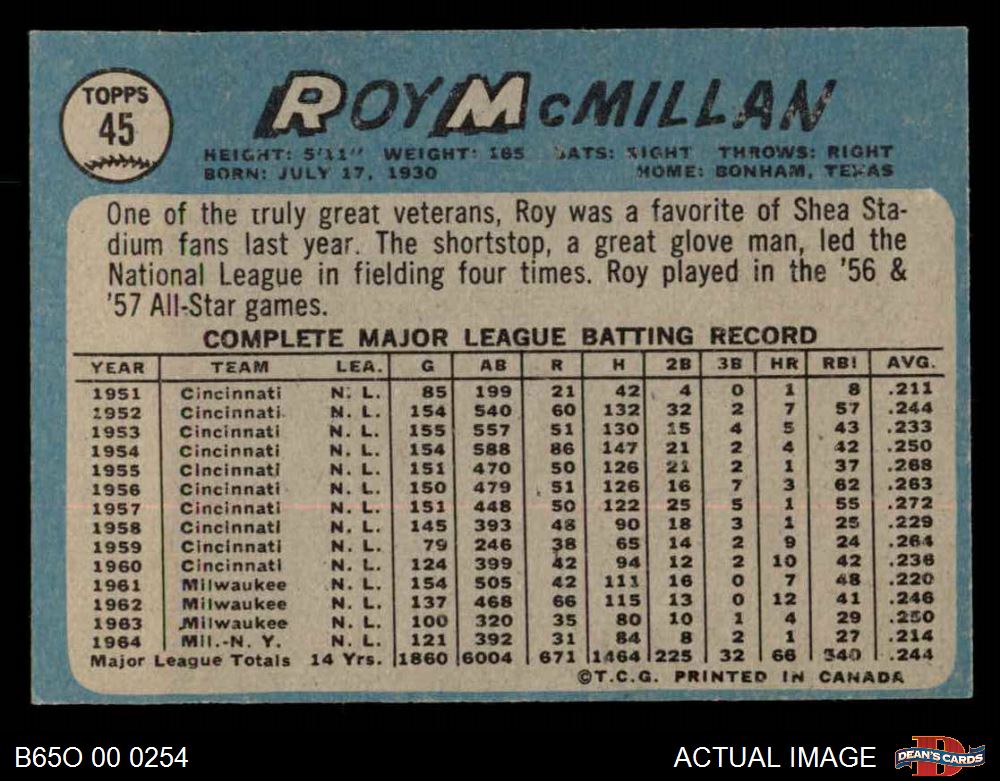 TOPPS
45
ROY McMILLAN
HEIGHT: 5'11" WEIGHT: 165 BATS: RIGHT THROWS: RIGHT
BORN: JULY 17, 1930 HOME: BONHAM, TEXAS
One of the truly great veterans, Roy was a favorite of Shea Sta-
dium fans last year. The shortstop, a great glove man, led the
National League in fielding four times. Roy played in the '56 &
'57 All-Star games.
COMPLETE MAJOR LEAGUE BATTING RECORD
YEAR TEAM LEA. G AB R H 2B 3B HR RBI AVG.
1951 Cincinnati N. L. 85 199 21 42 4 0 1 8 .211
1952 Cincinnati N. L. 154 540 60 132 32 2 7 57 .244
1953 Cincinnati N. L. 155 557 51 130 15 4 5 43 .233
1954 Cincinnati N. L. 154 588 86 147 21 2 4 42 .250
1955 Cincinnati N. L. 151 470 50 126 21 2 1 37 .268
1956 Cincinnati N. L. 150 479 51 126 16 7 3 62 .263
1957 Cincinnati N. L. 151 448 50 122 25 5 1 55 .272
1958 Cincinnati N. L. 145 393 48 90 18 3 1 25 .229
1959 Cincinnati N. L. 79 246 38 65 14 2 9 24 .264
1960 Cincinnati N. L. 124 399 42 94 12 2 10 42 .236
1961 Milwaukee N. L. 154 505 42 111 16 0 7 48 .220
1962 Milwaukee N. L. 137 468 66 115 13 0 12 41 .246
1963 Milwaukee N. L. 100 320 35 80 10 1 4 29 .250
1964 Mil.-N. Y. N. L. 121 392 31 84 8 2 1 27 .214
Major League Totals 14 Yrs. 1860 6004 671 1464 225 32 66 540 .244
©T.C.G. PRINTED IN CANADA
B65O 00 0254 ACTUAL IMAGE DEAN'S CARDS